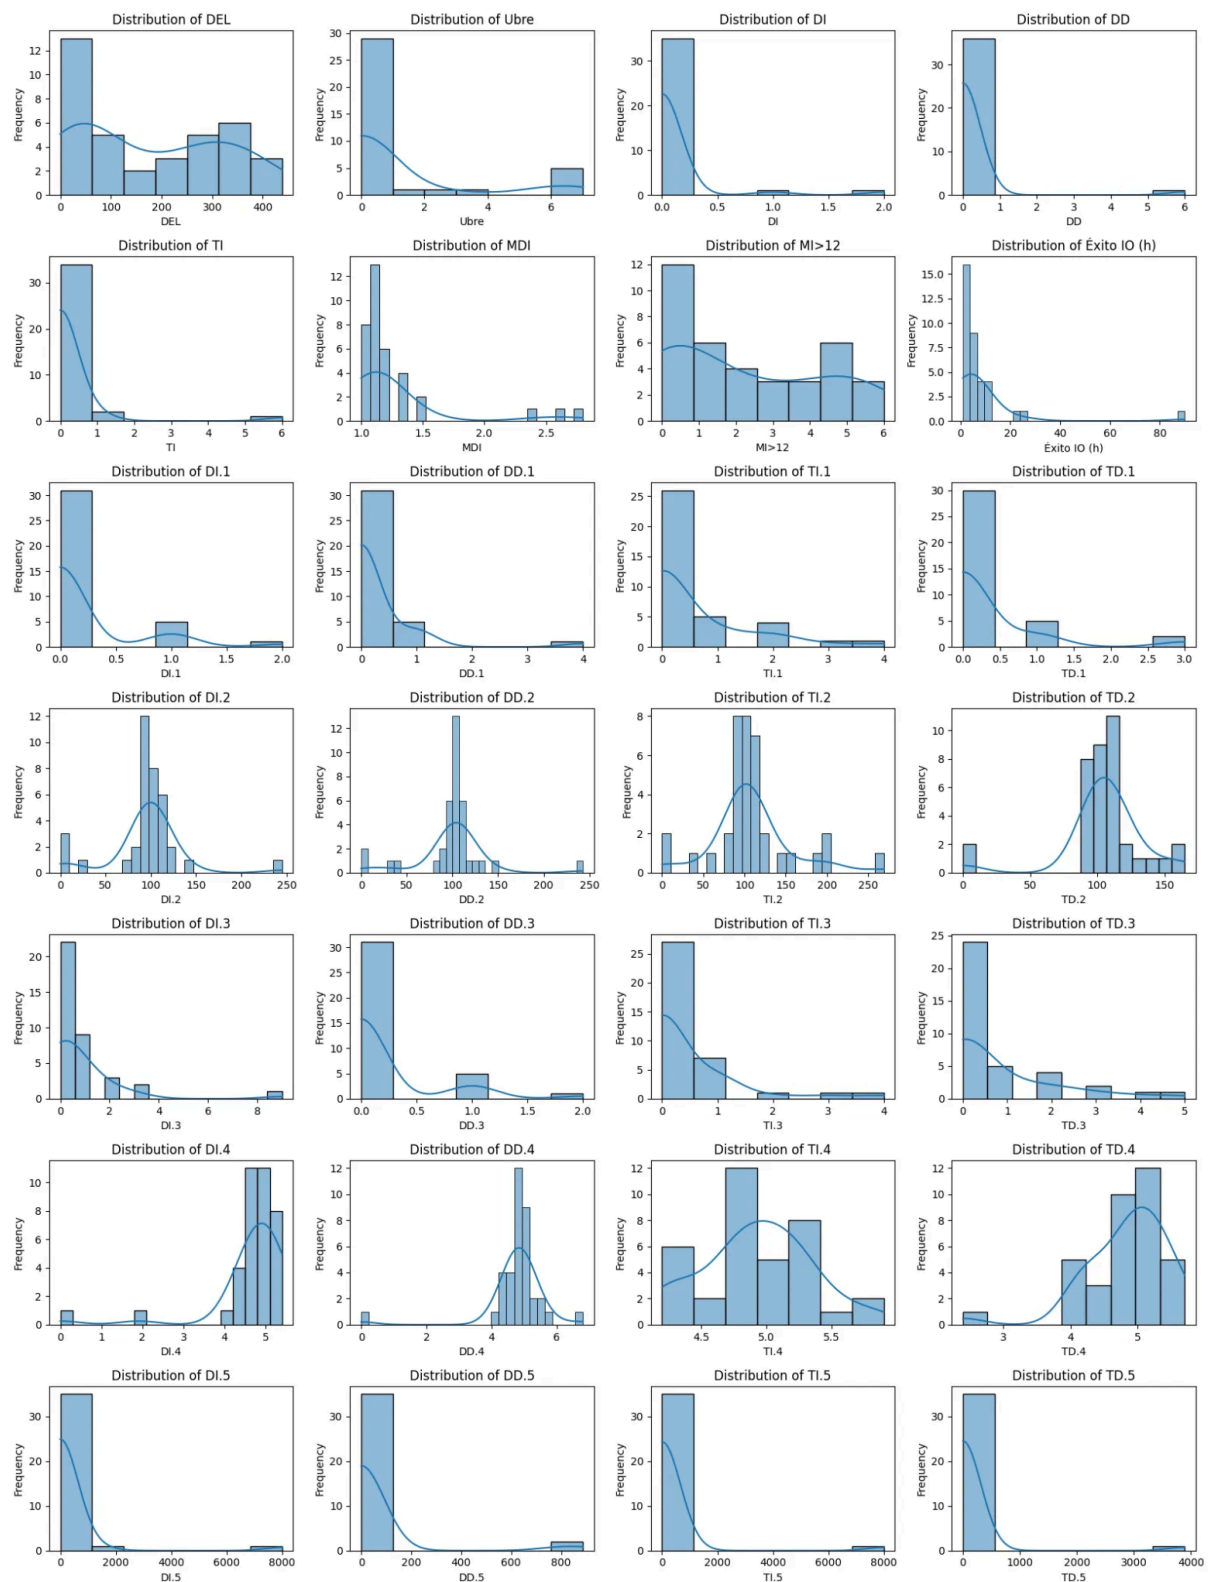 Distribution of DEL
Frequency
12
10
8
6
4
2
0
0 100 200 300 400
DEL
Distribution of Ubre
Frequency
30
25
20
15
10
5
0
0 2 4 6
Ubre
Distribution of DI
Frequency
30
20
10
0
0.0 0.5 1.0 1.5 2.0
DI
Distribution of DD
Frequency
30
20
10
0
0 1 2 3 4 5 6
DD
Distribution of TI
Frequency
30
20
10
0
0 1 2 3 4 5 6
TI
Distribution of MDI
Frequency
12
10
8
6
4
2
0
1.0 1.5 2.0 2.5
MDI
Distribution of MI>12
Frequency
12
10
8
6
4
2
0
0 1 2 3 4 5 6
MI>12
Distribution of Éxito IO (h)
Frequency
15.0
12.5
10.0
7.5
5.0
2.5
0.0
0 20 40 60 80
Éxito IO (h)
Distribution of DI.1
Frequency
30
25
20
15
10
5
0
0.0 0.5 1.0 1.5 2.0
DI.1
Distribution of DD.1
Frequency
30
25
20
15
10
5
0
0 1 2 3 4
DD.1
Distribution of TI.1
Frequency
25
20
15
10
5
0
0 1 2 3 4
TI.1
Distribution of TD.1
Frequency
30
25
20
15
10
5
0
0.0 0.5 1.0 1.5 2.0 2.5 3.0
TD.1
Distribution of DI.2
Frequency
12
10
8
6
4
2
0
0 50 100 150 200 250
DI.2
Distribution of DD.2
Frequency
12
10
8
6
4
2
0
0 50 100 150 200 250
DD.2
Distribution of TI.2
Frequency
8
6
4
2
0
0 50 100 150 200 250
TI.2
Distribution of TD.2
Frequency
10
8
6
4
2
0
0 50 100 150
TD.2
Distribution of DI.3
Frequency
20
15
10
5
0
0 2 4 6 8
DI.3
Distribution of DD.3
Frequency
30
25
20
15
10
5
0
0.0 0.5 1.0 1.5 2.0
DD.3
Distribution of TI.3
Frequency
25
20
15
10
5
0
0 1 2 3 4
TI.3
Distribution of TD.3
Frequency
25
20
15
10
5
0
0 1 2 3 4 5
TD.3
Distribution of DI.4
Frequency
10
8
6
4
2
0
0 1 2 3 4 5
DI.4
Distribution of DD.4
Frequency
12
10
8
6
4
2
0
0 2 4 6
DD.4
Distribution of TI.4
Frequency
12
10
8
6
4
2
0
4.5 5.0 5.5
TI.4
Distribution of TD.4
Frequency
12
10
8
6
4
2
0
3 4 5
TD.4
Distribution of DI.5
Frequency
30
20
10
0
0 2000 4000 6000 8000
DI.5
Distribution of DD.5
Frequency
30
20
10
0
0 200 400 600 800
DD.5
Distribution of TI.5
Frequency
30
20
10
0
0 2000 4000 6000 8000
TI.5
Distribution of TD.5
Frequency
30
20
10
0
0 1000 2000 3000 4000
TD.5